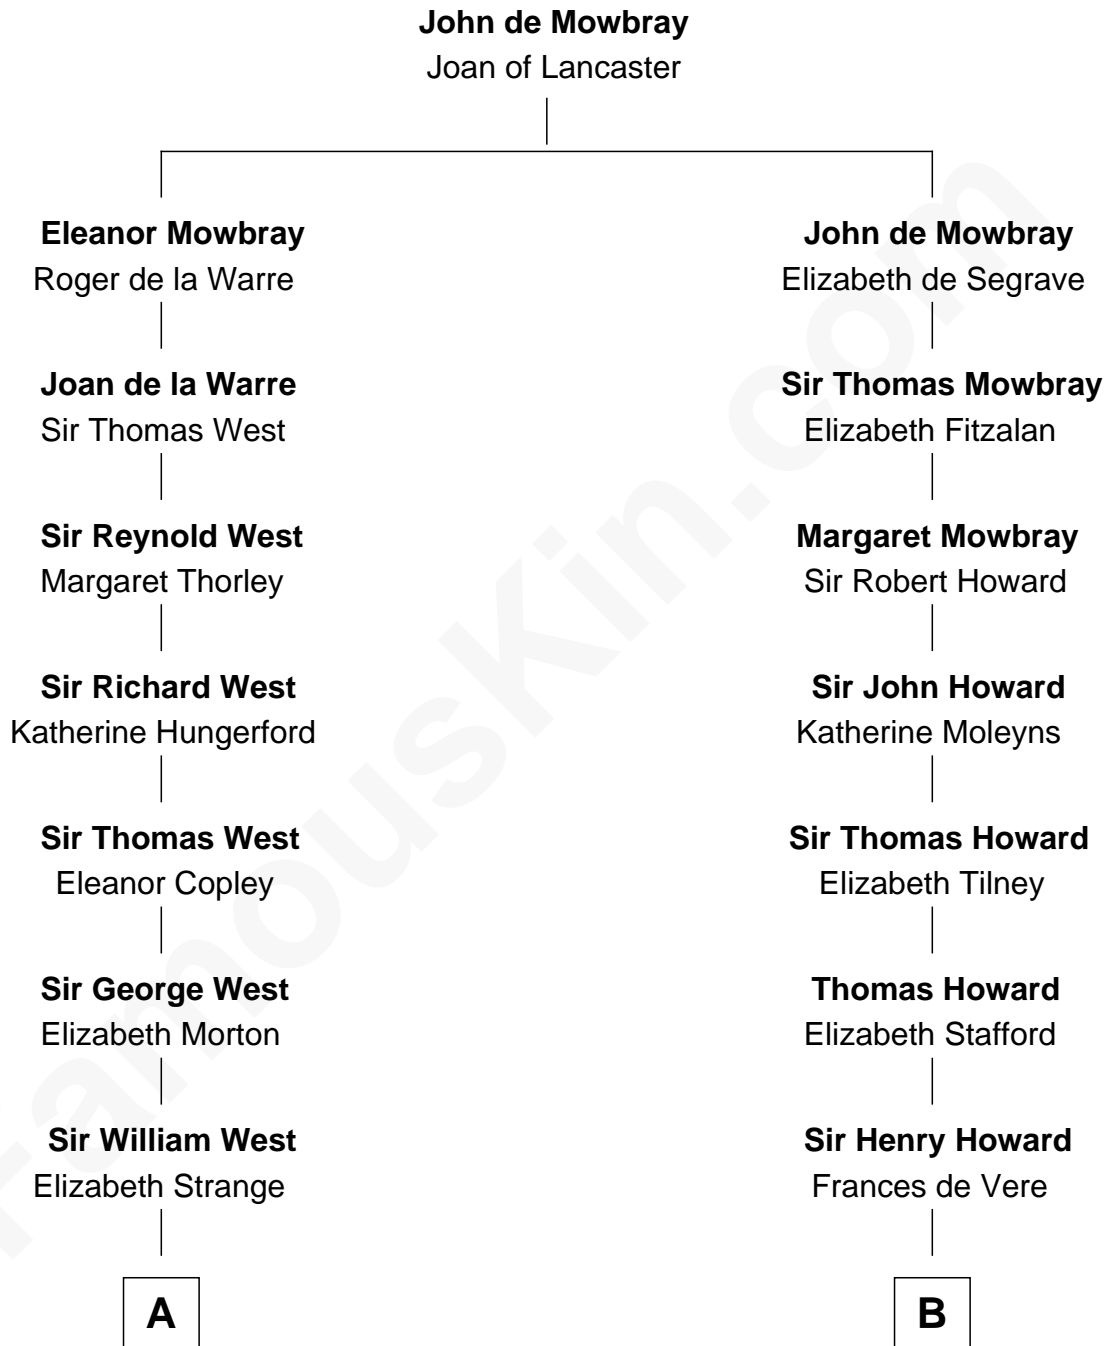 John de Mowbray
Joan of Lancaster
Eleanor Mowbray
Roger de la Warre
John de Mowbray
Elizabeth de Segrave
Joan de la Warre
Sir Thomas West
Sir Thomas Mowbray
Elizabeth Fitzalan
Sir Reynold West
Margaret Thorley
Margaret Mowbray
Sir Robert Howard
Sir Richard West
Katherine Hungerford
Sir John Howard
Katherine Moleyns
Sir Thomas West
Eleanor Copley
Sir Thomas Howard
Elizabeth Tilney
Sir George West
Elizabeth Morton
Thomas Howard
Elizabeth Stafford
Sir William West
Elizabeth Strange
Sir Henry Howard
Frances de Vere
A
B
FamousKin.com